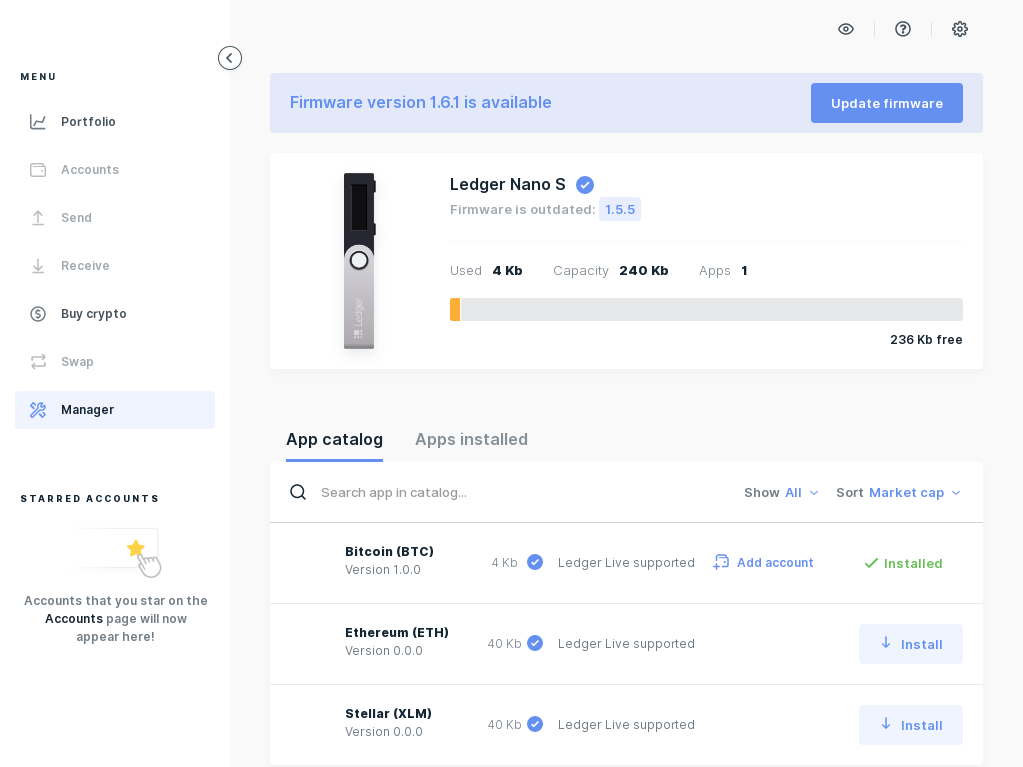 MENU
Portfolio
Accounts
Send
Receive
Buy crypto
Swap
Manager
STARRED ACCOUNTS
Accounts that you star on the
Accounts page will now
appear here!
Firmware version 1.6.1 is available
Update firmware
Ledger
Ledger Nano S
Firmware is outdated: 1.5.5
Used 4 Kb Capacity 240 Kb Apps 1
236 Kb free
App catalog Apps installed
Search app in catalog... Show All Sort Market cap
Bitcoin (BTC)
Version 1.0.0
4 Kb Ledger Live supported Add account Installed
Ethereum (ETH)
Version 0.0.0
40 Kb Ledger Live supported Install
Stellar (XLM)
Version 0.0.0
40 Kb Ledger Live supported Install